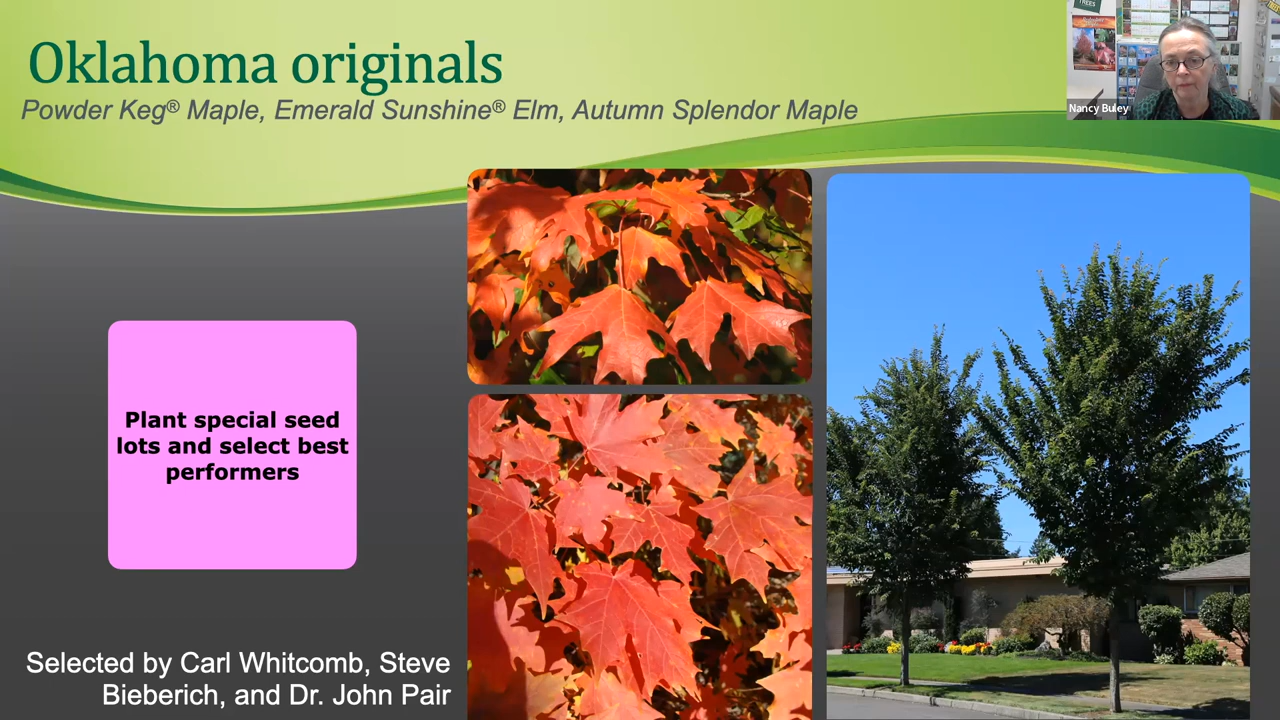 Oklahoma originals
Powder Keg® Maple, Emerald Sunshine® Elm, Autumn Splendor Maple
TREES
Nancy Buley
Plant special seed
lots and select best
performers
Selected by Carl Whitcomb, Steve
Bieberich, and Dr. John Pair